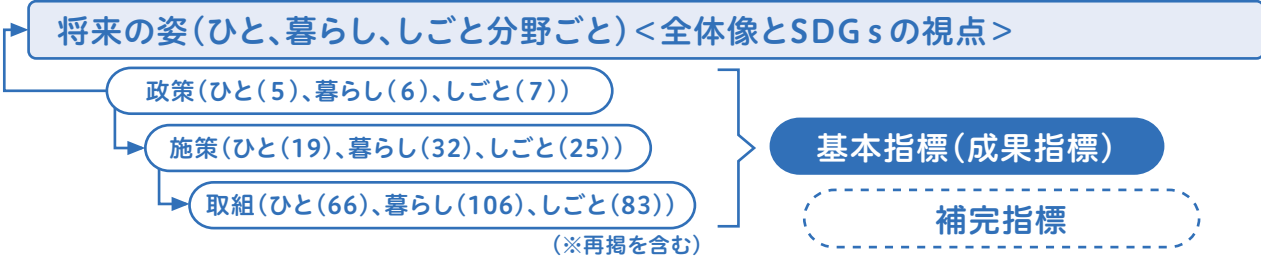 将来の姿（ひと、暮らし、しごと分野ごと）＜全体像とSDGｓの視点＞
政策（ひと（5）、暮らし（6）、しごと（7））
施策（ひと（19）、暮らし（32）、しごと（25））
取組（ひと（66）、暮らし（106）、しごと（83））
（※再掲を含む）
基本指標（成果指標）
補完指標